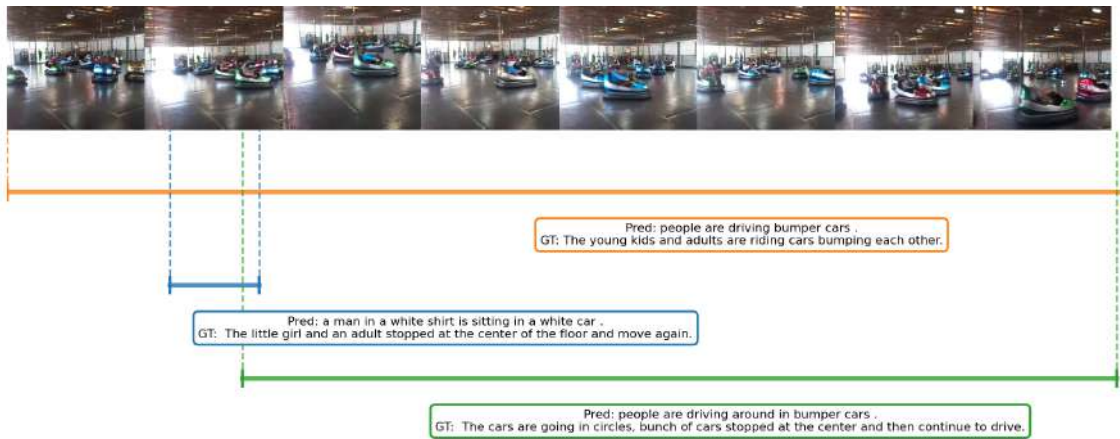 Pred: people are driving bumper cars .
GT: The young kids and adults are riding cars bumping each other.
Pred: a man in a white shirt is sitting in a white car .
GT: The little girl and an adult stopped at the center of the floor and move again.
Pred: people are driving around in bumper cars .
GT: The cars are going in circles, bunch of cars stopped at the center and then continue to drive.